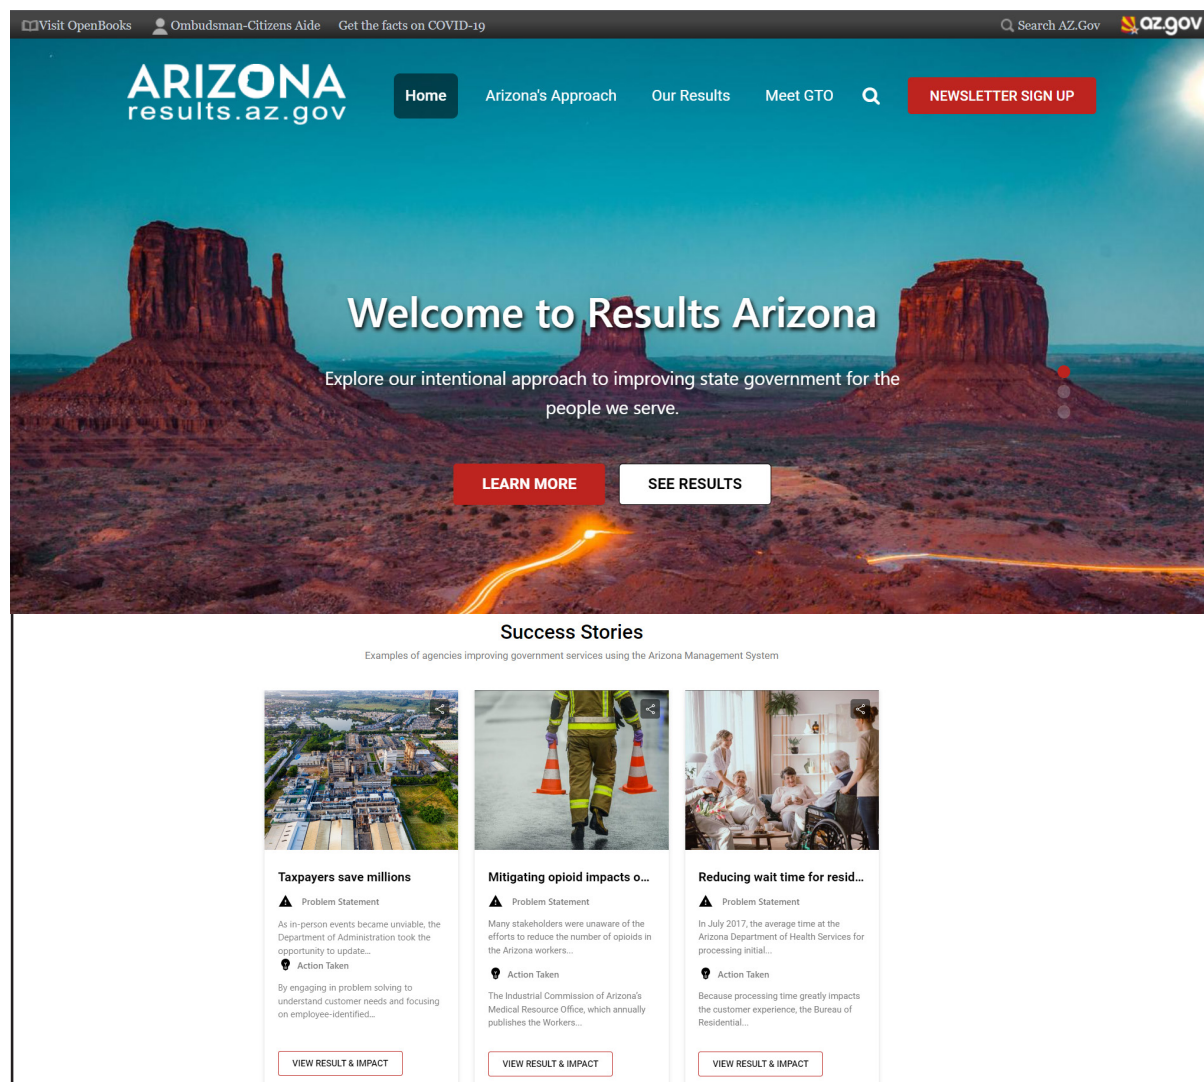 Visit OpenBooks Ombudsman-Citizens Aide Get the facts on COVID-19 Search AZ.Gov az.gov
ARIZONA
results.az.gov
Home Arizona's Approach Our Results Meet GTO NEWSLETTER SIGN UP
Welcome to Results Arizona
Explore our intentional approach to improving state government for the
people we serve.
LEARN MORE SEE RESULTS
Success Stories
Examples of agencies improving government services using the Arizona Management System
Taxpayers save millions
Problem Statement
As in-person events became unviable, the
Department of Administration took the
opportunity to update...
Action Taken
By engaging in problem solving to
understand customer needs and focusing
on employee-identified...
VIEW RESULT & IMPACT
Mitigating opioid impacts o...
Problem Statement
Many stakeholders were unaware of the
efforts to reduce the number of opioids in
the Arizona workers...
Action Taken
The Industrial Commission of Arizona's
Medical Resource Office, which annually
publishes the Workers...
VIEW RESULT & IMPACT
Reducing wait time for resid...
Problem Statement
In July 2017, the average time at the
Arizona Department of Health Services for
processing initial...
Action Taken
Because processing time greatly impacts
the customer experience, the Bureau of
Residential...
VIEW RESULT & IMPACT